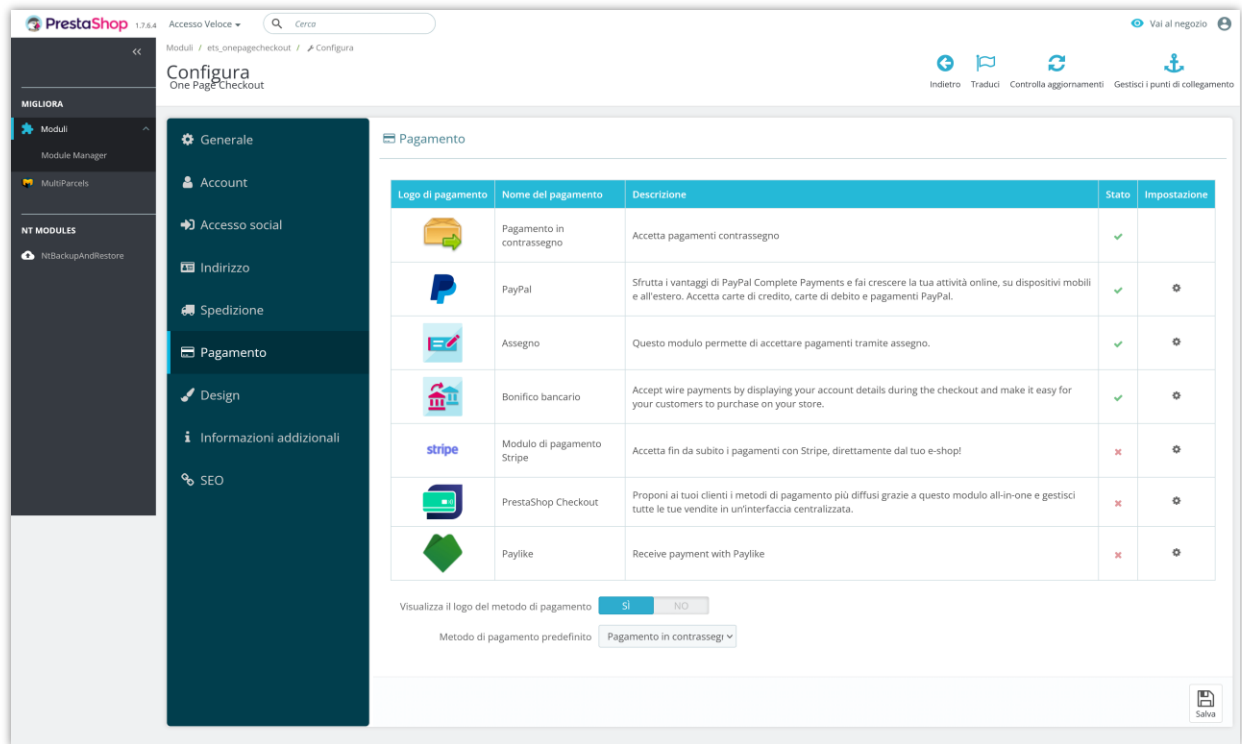 PrestaShop 1.7.6.4 Accesso Veloce Cerca Vai al negozio
Moduli / ets_onepagecheckout / Configura
Configura
One Page Checkout
Indietro Traduci Controlla aggiornamenti Gestisci i punti di collegamento
MIGLIORA
Moduli
Module Manager
MultiParcels
NT MODULES
NtBackupAndRestore
Generale
Account
Accesso social
Indirizzo
Spedizione
Pagamento
Design
Informazioni addizionali
SEO
Pagamento
Logo di pagamento Nome del pagamento Descrizione Stato Impostazione
Pagamento in
contrassegno
Accetta pagamenti contrassegno
PayPal
Sfrutta i vantaggi di PayPal Complete Payments e fai crescere la tua attività online, su dispositivi mobili
e all'estero. Accetta carte di credito, carte di debito e pagamenti PayPal.
Assegno
Questo modulo permette di accettare pagamenti tramite assegno.
Bonifico bancario
Accept wire payments by displaying your account details during the checkout and make it easy for
your customers to purchase on your store.
stripe
Modulo di pagamento
Stripe
Accetta fin da subito i pagamenti con Stripe, direttamente dal tuo e-shop!
PrestaShop Checkout
Proponi ai tuoi clienti i metodi di pagamento più diffusi grazie a questo modulo all-in-one e gestisci
tutte le tue vendite in un'interfaccia centralizzata.
Paylike
Receive payment with Paylike
Visualizza il logo del metodo di pagamento SÌ NO
Metodo di pagamento predefinito Pagamento in contrasseg
Salva